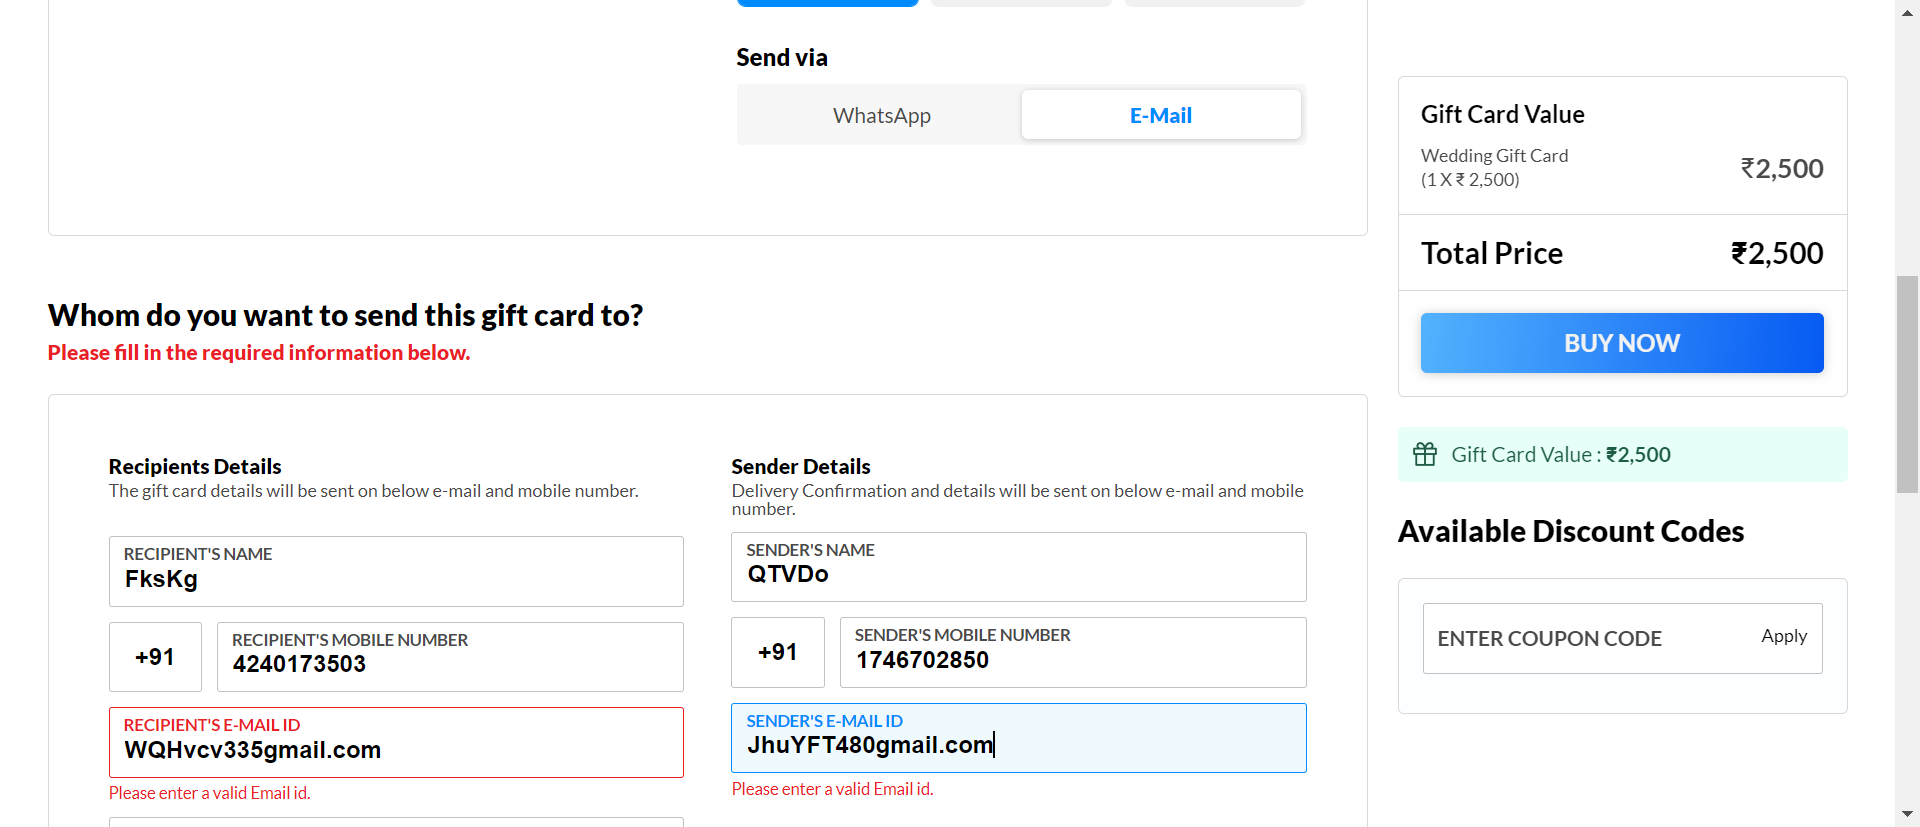 Send via
WhatsApp
E-Mail
Whom do you want to send this gift card to?
Please fill in the required information below.
Recipients Details
The gift card details will be sent on below e-mail and mobile number.
RECIPIENT'S NAME
FksKg
+91
RECIPIENT'S MOBILE NUMBER
4240173503
RECIPIENT'S E-MAIL ID
WQHvcv335gmail.com
Please enter a valid Email id.
Sender Details
Delivery Confirmation and details will be sent on below e-mail and mobile
number.
SENDER'S NAME
QTVDo
+91
SENDER'S MOBILE NUMBER
1746702850
SENDER'S E-MAIL ID
JhuYFT480gmail.com
Please enter a valid Email id.
Gift Card Value
Wedding Gift Card
(1 X ₹ 2,500)
₹2,500
Total Price
₹2,500
BUY NOW
Gift Card Value : ₹2,500
Available Discount Codes
ENTER COUPON CODE
Apply